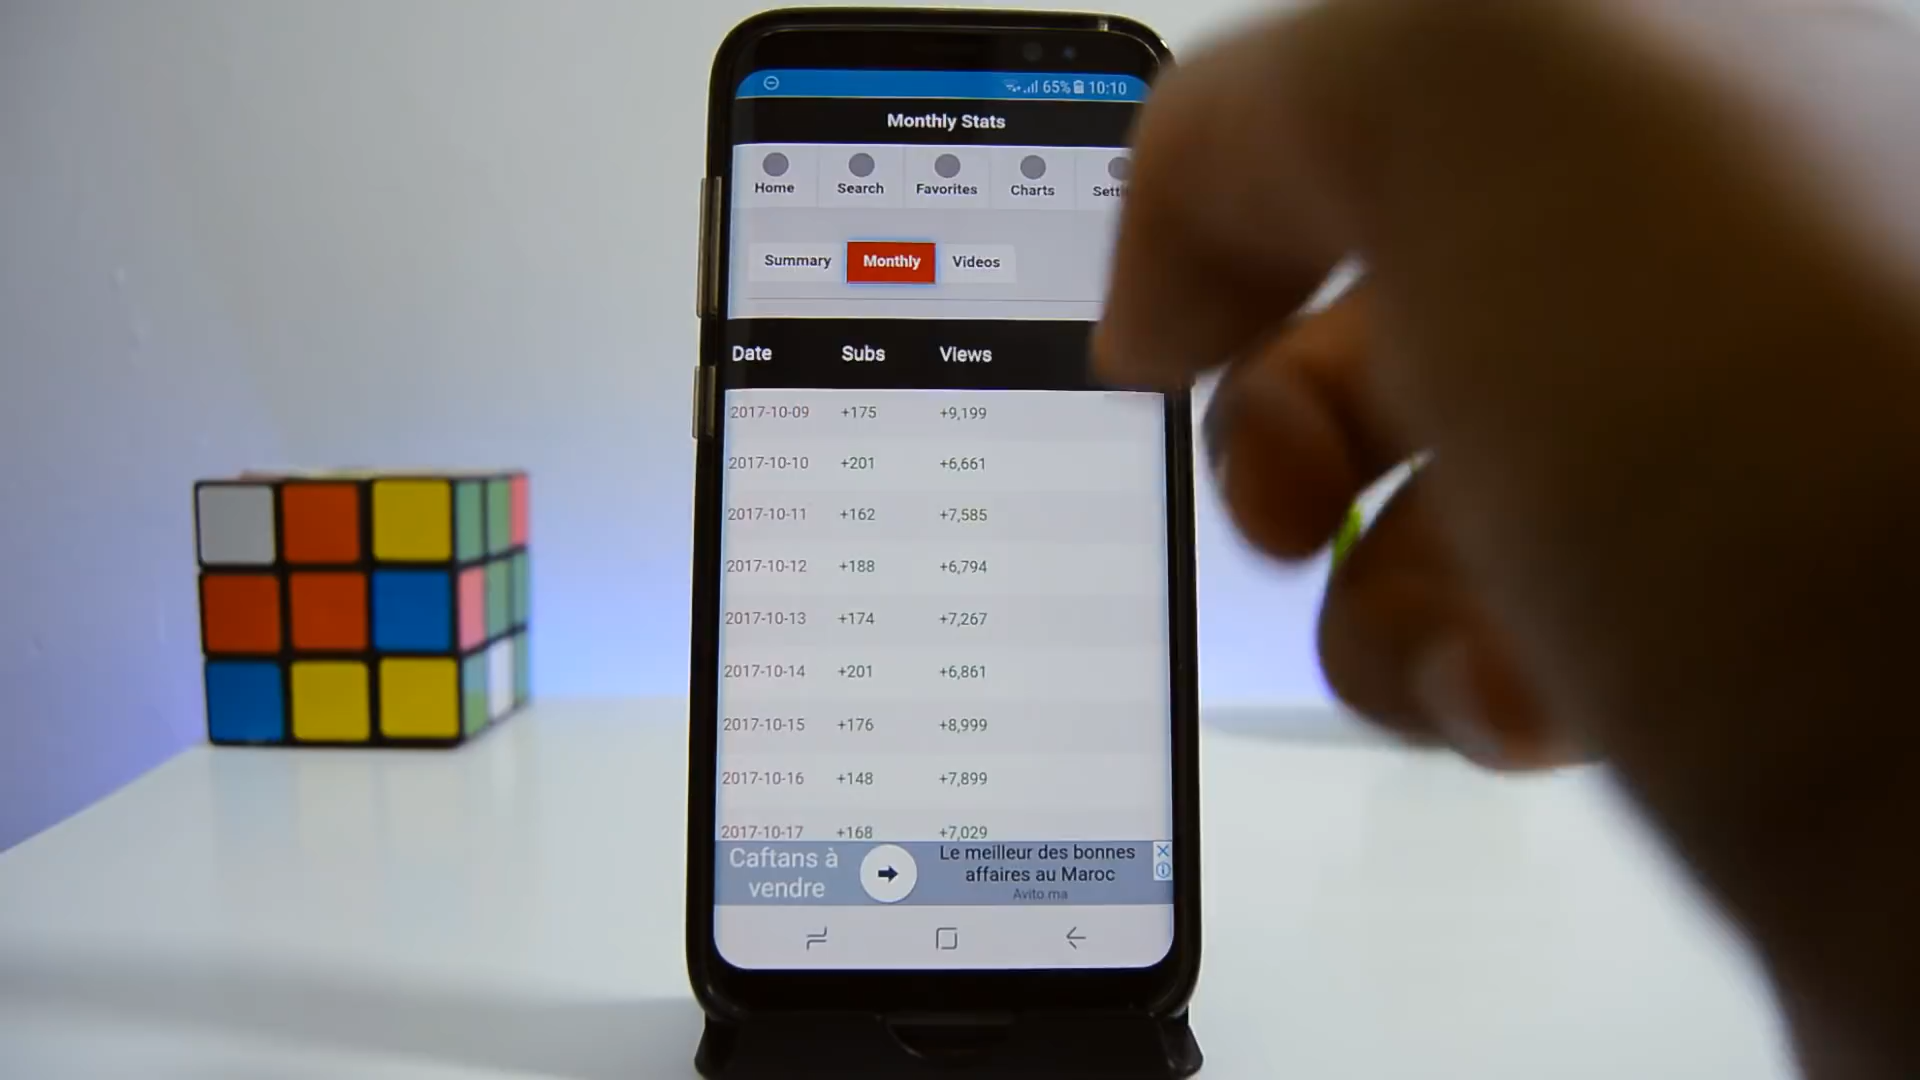 65% 10:10
Monthly Stats
Home Search Favorites Charts
Summary Monthly Videos
Date Subs Views
2017-10-09 +175 +9,199
2017-10-10 +201 +6,661
2017-10-11 +162 +7,585
2017-10-12 +188 +6,794
2017-10-13 +174 +7,267
2017-10-14 +201 +6,861
2017-10-15 +176 +8,999
2017-10-16 +148 +7,899
2017-10-17 +168 +7,029
Caftans à
vendre
Le meilleur des bonnes
affaires au Maroc
Avito.ma